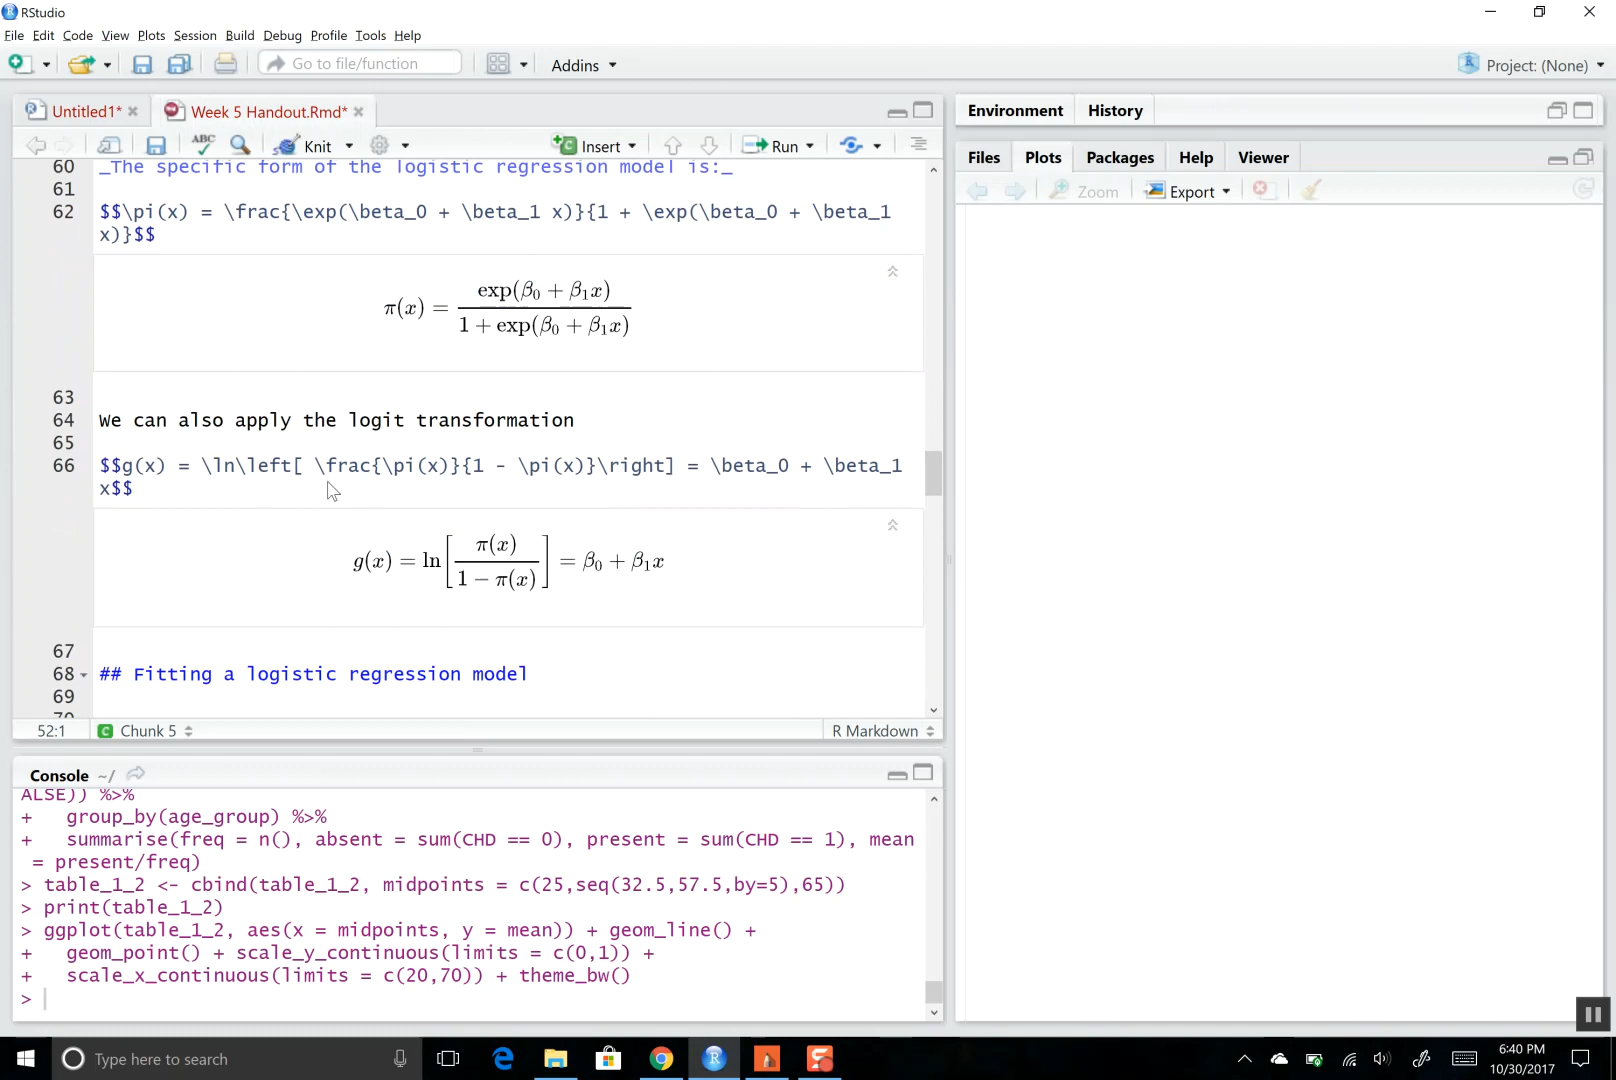 RStudio
File Edit Code View Plots Session Build Debug Profile Tools Help
Go to file/function Addins Project: (None)
Untitled1* Week 5 Handout.Rmd* Environment History
ABC Knit Insert Run Files Plots Packages Help Viewer
Zoom Export
60 _The specific form of the logistic regression model is:_
61
62 $$\pi(x) = \frac{\exp(\beta_0 + \beta_1 x)}{1 + \exp(\beta_0 + \beta_1
x)}$$
π(x) = exp(β0 + β1x) / 1 + exp(β0 + β1x)
63
64 We can also apply the logit transformation
65
66 $$g(x) = \ln\left[ \frac{\pi(x)}{1 - \pi(x)}\right] = \beta_0 + \beta_1
x$$
g(x) = ln[ π(x) / 1 − π(x) ] = β0 + β1x
67
68 ## Fitting a logistic regression model
69
70
52:1 C Chunk 5 R Markdown
Console ~/
ALSE)) %>%
+ group_by(age_group) %>%
+ summarise(freq = n(), absent = sum(CHD == 0), present = sum(CHD == 1), mean
= present/freq)
> table_1_2 <- cbind(table_1_2, midpoints = c(25,seq(32.5,57.5,by=5),65))
> print(table_1_2)
> ggplot(table_1_2, aes(x = midpoints, y = mean)) + geom_line() +
+ geom_point() + scale_y_continuous(limits = c(0,1)) +
+ scale_x_continuous(limits = c(20,70)) + theme_bw()
>
Type here to search
6:40 PM
10/30/2017